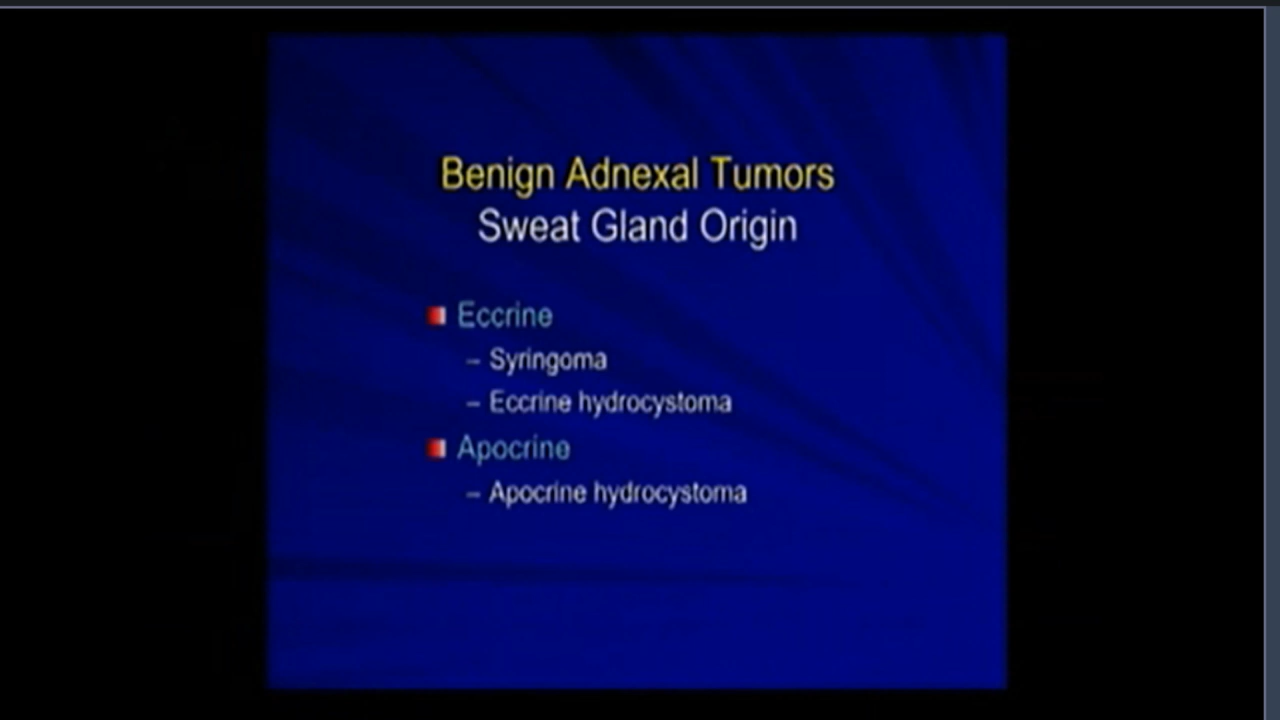 Benign Adnexal Tumors
Sweat Gland Origin
Eccrine
– Syringoma
– Eccrine hydrocystoma
Apocrine
– Apocrine hydrocystoma